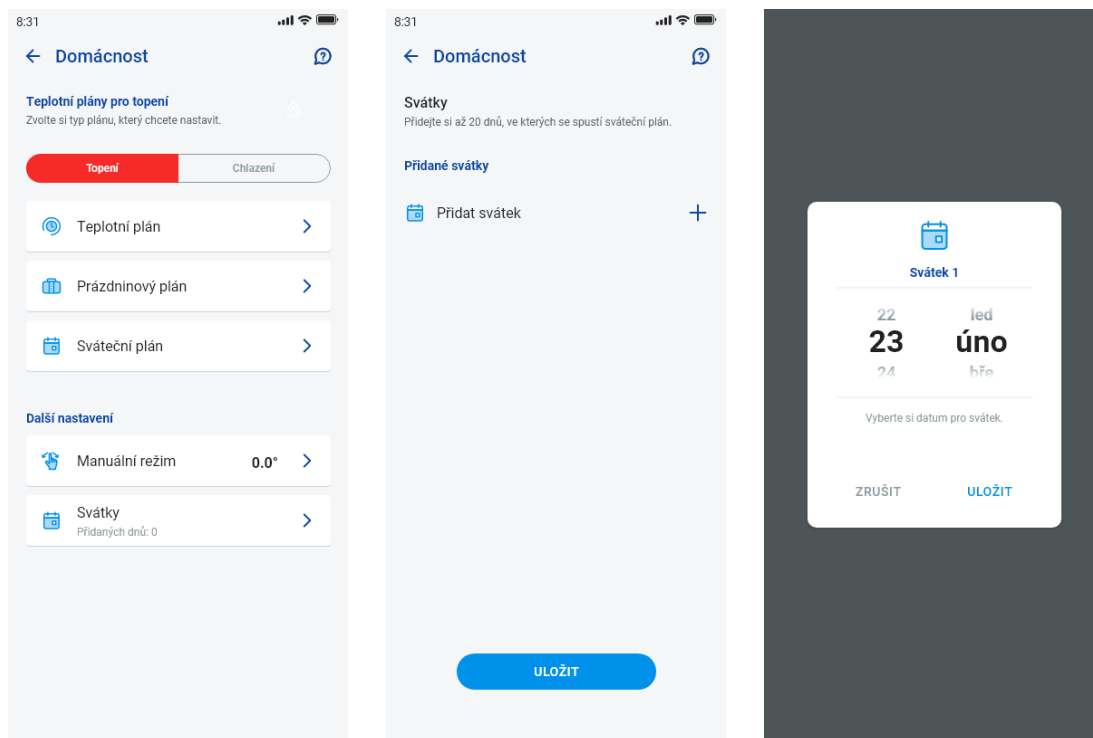 8:31
Domácnost
Teplotní plány pro topení
Zvolte si typ plánu, který chcete nastavit.
Topení
Chlazení
Teplotní plán
Prázdninový plán
Sváteční plán
Další nastavení
Manuální režim
0.0°
Svátky
Přidaných dnů: 0
8:31
Domácnost
Svátky
Přidejte si až 20 dnů, ve kterých se spustí sváteční plán.
Přidané svátky
Přidat svátek
ULOŽIT
Svátek 1
22 led
23 úno
24 bře
Vyberte si datum pro svátek.
ZRUŠIT ULOŽIT